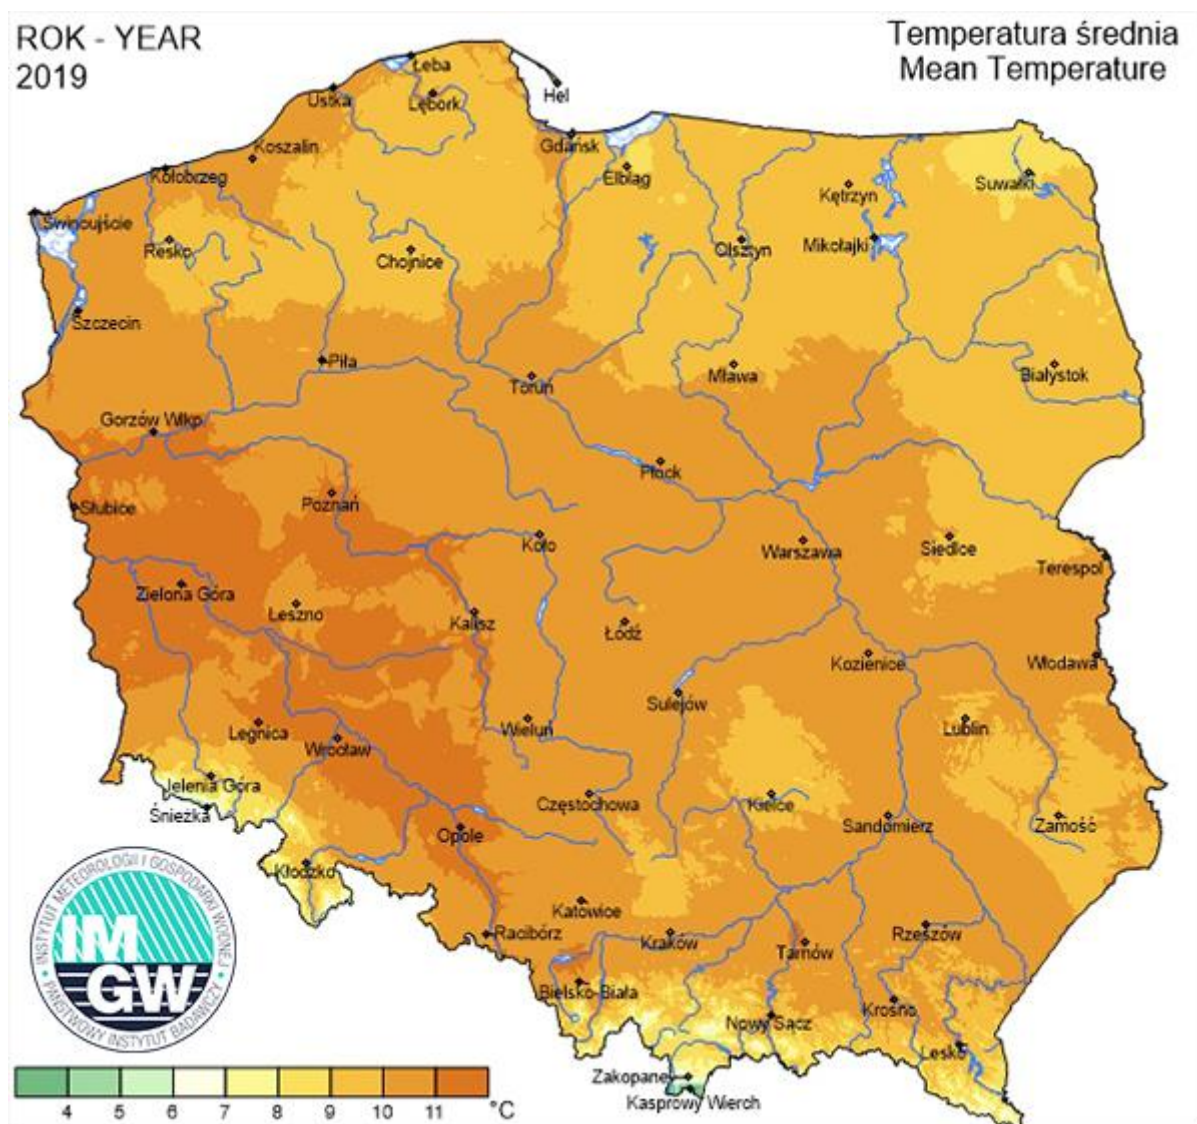 ROK - YEAR
2019
Temperatura średnia
Mean Temperature
Łeba
Ustka
Lębork
Hel
Koszalin
Gdańsk
Kołobrzeg
Elbląg
Kętrzyn
Suwałki
Świnoujście
Resko
Chojnice
Olsztyn
Mikołajki
Szczecin
Piła
Toruń
Mława
Białystok
Gorzów Wlkp
Płock
Słubice
Poznań
Koło
Warszawa
Siedlce
Terespol
Zielona Góra
Leszno
Kalisz
Łódź
Kozienice
Włodawa
Sulejów
Legnica
Wrocław
Wieluń
Lublin
Jelenia Góra
Śnieżka
Częstochowa
Kielce
Sandomierz
Zamość
Opole
Kłodzko
Katowice
Racibórz
Kraków
Tarnów
Rzeszów
Bielsko-Biała
Nowy Sącz
Krosno
Lesko
Zakopane
Kasprowy Wierch
INSTYTUT METEOROLOGII I GOSPODARKI WODNEJ
IM
GW
PAŃSTWOWY INSTYTUT BADAWCZY
4 5 6 7 8 9 10 11 °C